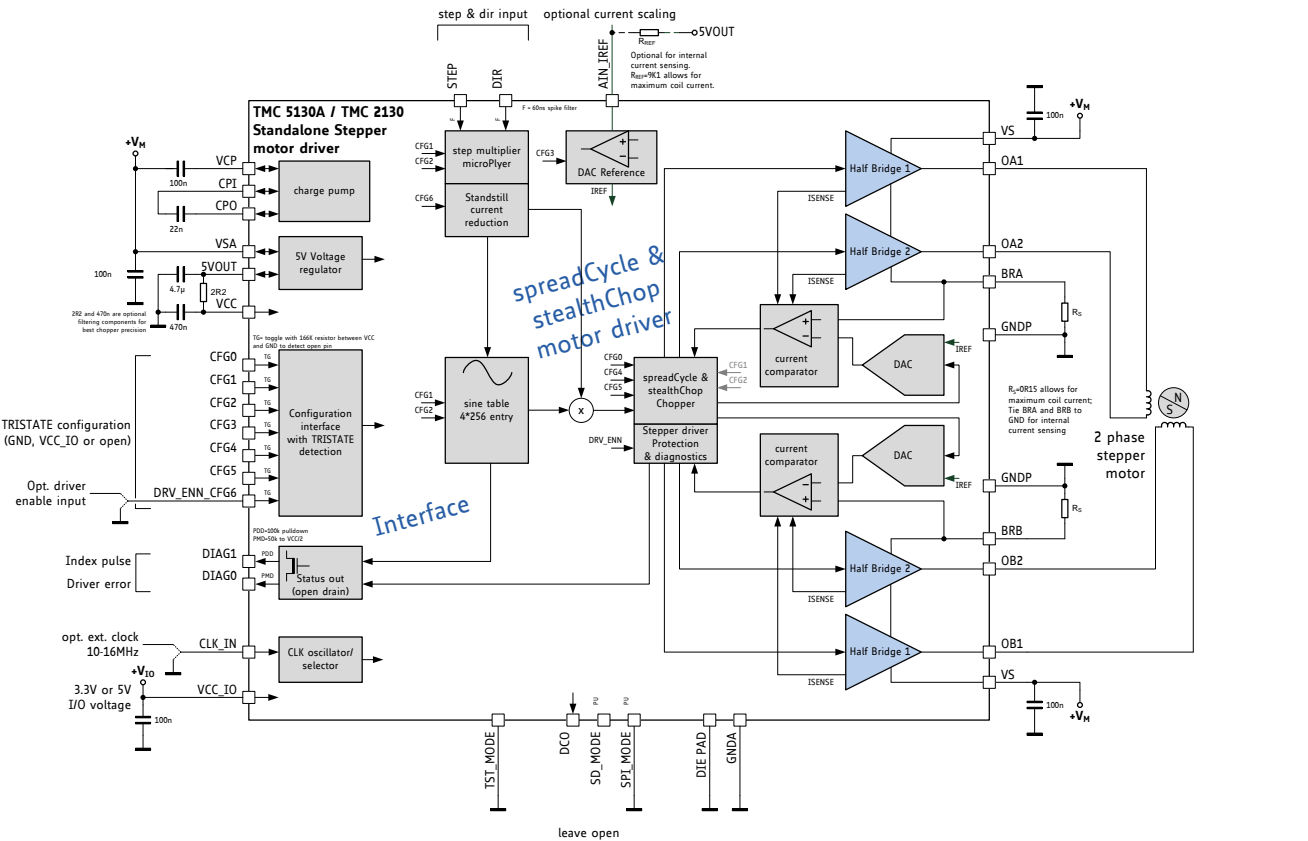 step & dir input
optional current scaling
5VOUT
RREF
Optional for internal
current sensing.
RREF=9K1 allows for
maximum coil current.
STEP
DIR
AIN_IREF
TMC 5130A / TMC 2130
Standalone Stepper
motor driver
F = 60ns spike filter
F
F
+VM
VCP
100n
CPI
CPO
22n
charge pump
VSA
100n
5VOUT
4.7µ
2R2
VCC
470n
2R2 and 470n are optional
filtering components for
best chopper precision
5V Voltage
regulator
CFG1
CFG2
step multiplier
microPlyer
CFG6
Standstill
current
reduction
CFG3
DAC Reference
IREF
spreadCycle &
stealthChop
motor driver
TG= toggle with 166K resistor between VCC
and GND to detect open pin
TRISTATE configuration
(GND, VCC_IO or open)
CFG0
TG
CFG1
TG
CFG2
TG
CFG3
TG
CFG4
TG
CFG5
TG
Opt. driver
enable input
DRV_ENN_CFG6
TG
Configuration
interface
with TRISTATE
detection
CFG1
CFG2
sine table
4*256 entry
x
CFG0
CFG4
CFG5
CFG1
CFG2
spreadCycle &
stealthChop
Chopper
DRV_ENN
Stepper driver
Protection
& diagnostics
Interface
PDD=100k pulldown
PMD=50k to VCC/2
Index pulse
DIAG1
PDD
Driver error
DIAG0
PMD
Status out
(open drain)
opt. ext. clock
10-16MHz
CLK_IN
CLK oscillator/
selector
+VIO
3.3V or 5V
I/O voltage
VCC_IO
100n
Half Bridge 1
ISENSE
Half Bridge 2
ISENSE
current
comparator
DAC
IREF
current
comparator
DAC
IREF
Half Bridge 2
ISENSE
Half Bridge 1
ISENSE
100n
+VM
VS
OA1
OA2
BRA
RS
GNDP
RS=0R15 allows for
maximum coil current;
Tie BRA and BRB to
GND for internal
current sensing
N
S
2 phase
stepper
motor
GNDP
RS
BRB
OB2
OB1
VS
100n
+VM
PU
PU
TST_MODE
DCO
SD_MODE
SPI_MODE
DIE PAD
GNDA
leave open